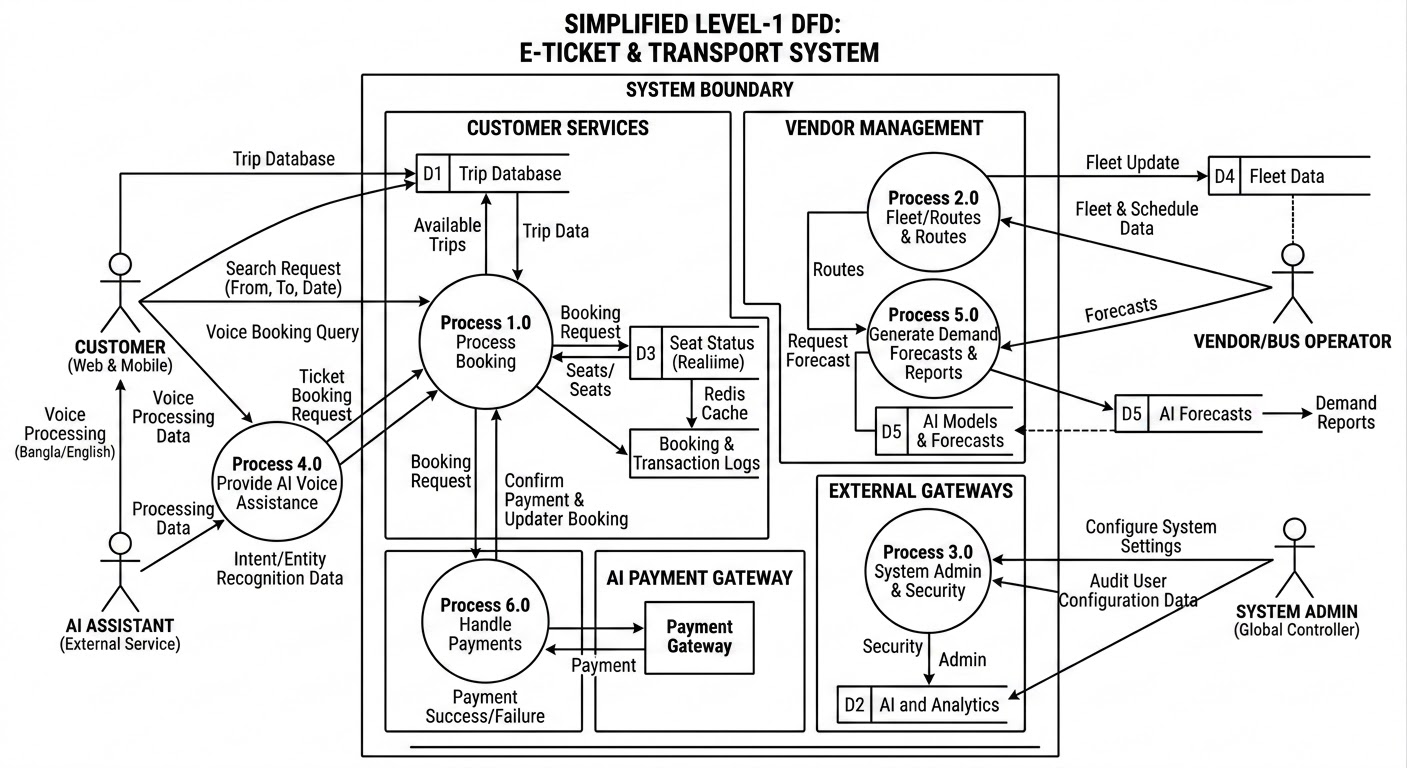 SIMPLIFIED LEVEL-1 DFD:
E-TICKET & TRANSPORT SYSTEM
SYSTEM BOUNDARY
CUSTOMER SERVICES
VENDOR MANAGEMENT
Trip Database
D1
Trip Database
Available
Trips
Trip Data
Search Request
(From, To, Date)
Voice Booking Query
CUSTOMER
(Web & Mobile)
Process 1.0
Process
Booking
Booking
Request
Seats/
Seats
D3
Seat Status
(Realiime)
Redis
Cache
Booking &
Transaction Logs
Ticket
Booking
Request
Voice
Processing
Data
Voice
Processing
(Bangla/English)
Process 4.0
Provide AI Voice
Assistance
Processing
Data
Intent/Entity
Recognition Data
AI ASSISTANT
(External Service)
Booking
Request
Confirm
Payment &
Updater Booking
Process 6.0
Handle
Payments
Payment
Success/Failure
AI PAYMENT GATEWAY
Payment
Gateway
Payment
Process 2.0
Fleet/Routes
& Routes
Routes
Request
Forecast
Process 5.0
Generate Demand
Forecasts &
Reports
D5
AI Models
& Forecasts
Fleet Update
D4
Fleet Data
Fleet & Schedule
Data
Forecasts
VENDOR/BUS OPERATOR
D5
AI Forecasts
Demand
Reports
EXTERNAL GATEWAYS
Process 3.0
System Admin
& Security
Security
Admin
D2
AI and Analytics
Configure System
Settings
Audit User
Configuration Data
SYSTEM ADMIN
(Global Controller)